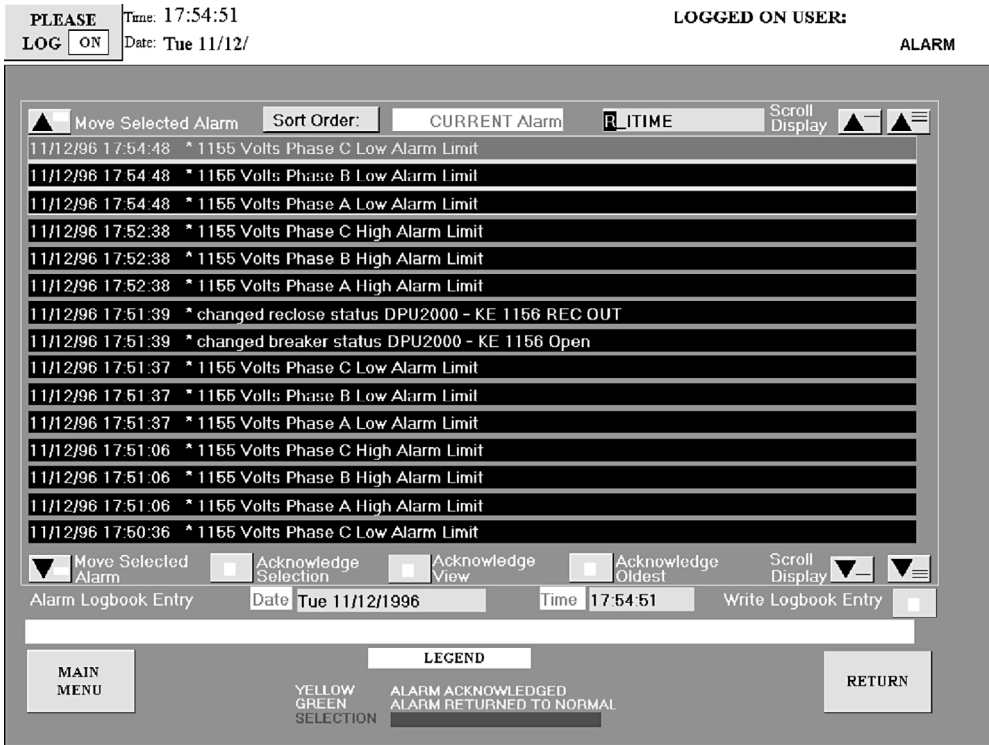 PLEASE
LOG ON
Time: 17:54:51
Date: Tue 11/12/
LOGGED ON USER:
ALARM
Move Selected Alarm
Sort Order:
CURRENT Alarm
R_ITIME
Scroll
Display
11/12/96 17:54:48 * 1155 Volts Phase C Low Alarm Limit
11/12/96 17:54:48 * 1155 Volts Phase B Low Alarm Limit
11/12/96 17:54:48 * 1155 Volts Phase A Low Alarm Limit
11/12/96 17:52:38 * 1155 Volts Phase C High Alarm Limit
11/12/96 17:52:38 * 1155 Volts Phase B High Alarm Limit
11/12/96 17:52:38 * 1155 Volts Phase A High Alarm Limit
11/12/96 17:51:39 * changed reclose status DPU2000 - KE 1156 REC OUT
11/12/96 17:51:39 * changed breaker status DPU2000 - KE 1156 Open
11/12/96 17:51:37 * 1155 Volts Phase C Low Alarm Limit
11/12/96 17:51:37 * 1155 Volts Phase B Low Alarm Limit
11/12/96 17:51:37 * 1155 Volts Phase A Low Alarm Limit
11/12/96 17:51:06 * 1155 Volts Phase C High Alarm Limit
11/12/96 17:51:06 * 1155 Volts Phase B High Alarm Limit
11/12/96 17:51:06 * 1155 Volts Phase A High Alarm Limit
11/12/96 17:50:36 * 1155 Volts Phase C Low Alarm Limit
Move Selected
Alarm
Acknowledge
Selection
Acknowledge
View
Acknowledge
Oldest
Scroll
Display
Alarm Logbook Entry
Date Tue 11/12/1996
Time 17:54:51
Write Logbook Entry
MAIN
MENU
LEGEND
YELLOW ALARM ACKNOWLEDGED
GREEN ALARM RETURNED TO NORMAL
SELECTION
RETURN